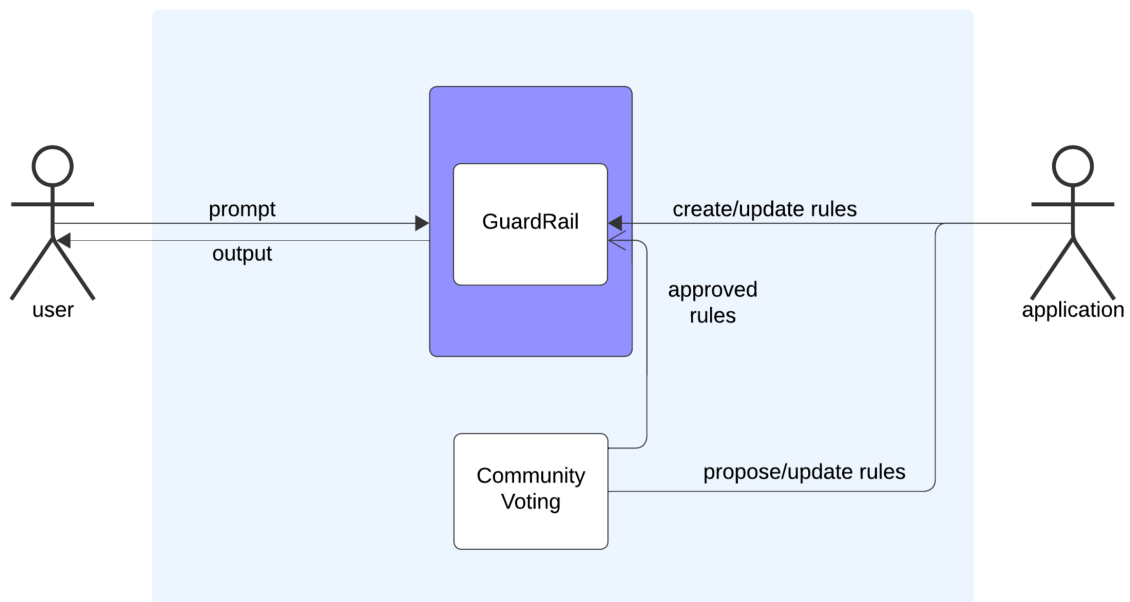 prompt
GuardRail
create/update rules
output
approved
rules
user
application
Community
Voting
propose/update rules